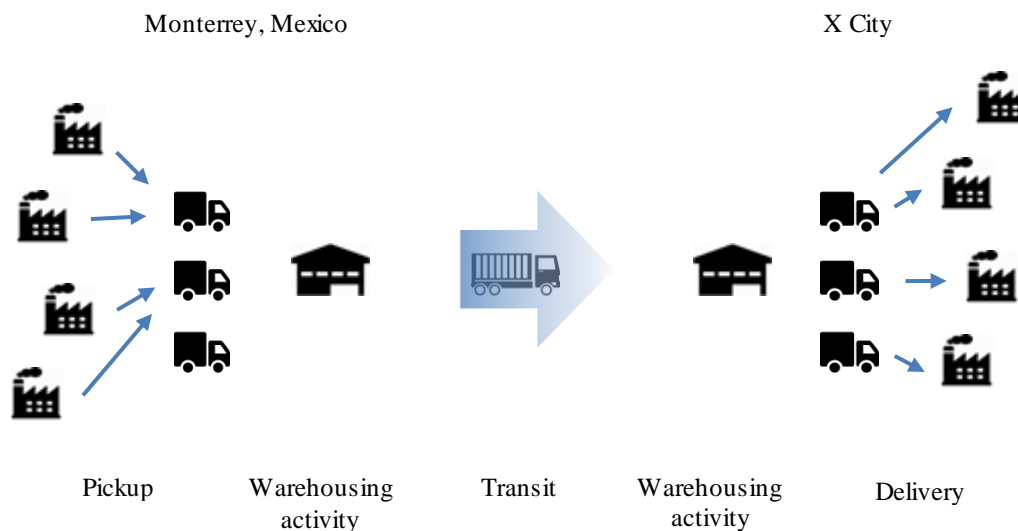 Monterrey, Mexico
X City
Pickup
Warehousing
activity
Transit
Warehousing
activity
Delivery